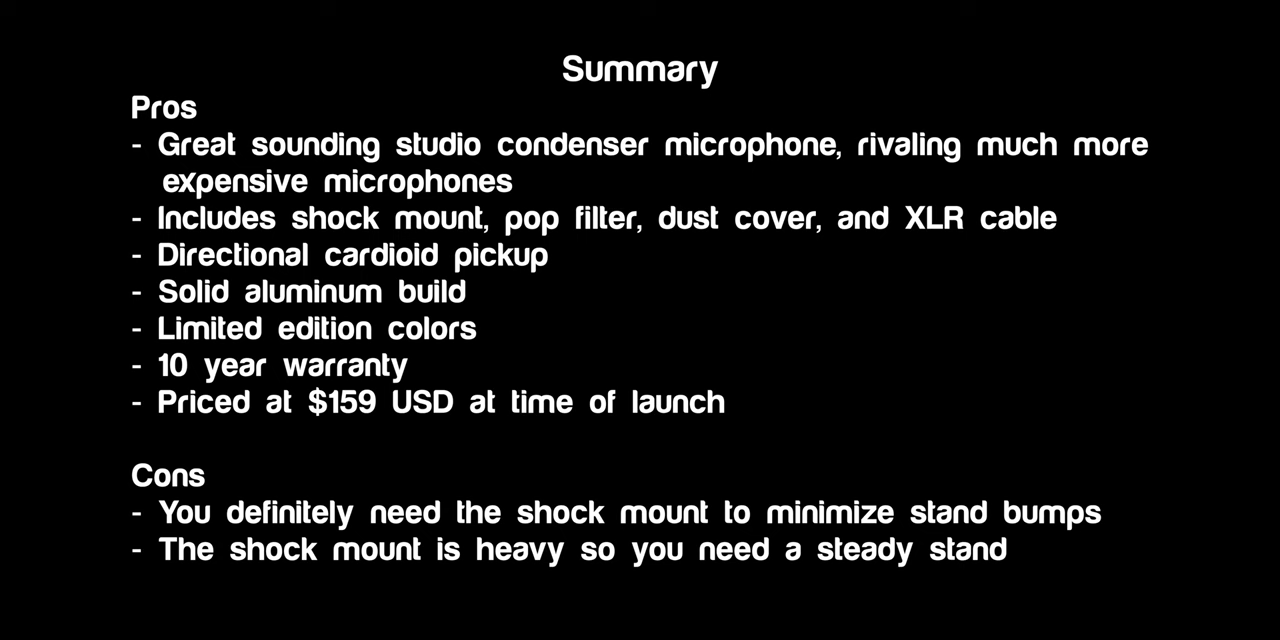 Summary
Pros
- Great sounding studio condenser microphone, rivaling much more
expensive microphones
- Includes shock mount, pop filter, dust cover, and XLR cable
- Directional cardioid pickup
- Solid aluminum build
- Limited edition colors
- 10 year warranty
- Priced at $159 USD at time of launch
Cons
- You definitely need the shock mount to minimize stand bumps
- The shock mount is heavy so you need a steady stand